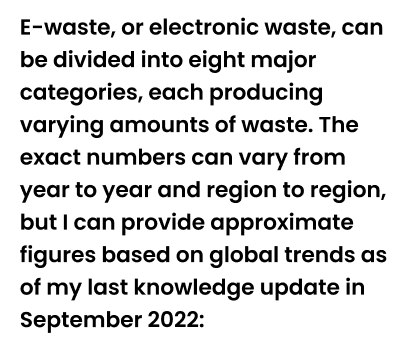 E-waste, or electronic waste, can
be divided into eight major
categories, each producing
varying amounts of waste. The
exact numbers can vary from
year to year and region to region,
but I can provide approximate
figures based on global trends as
of my last knowledge update in
September 2022: